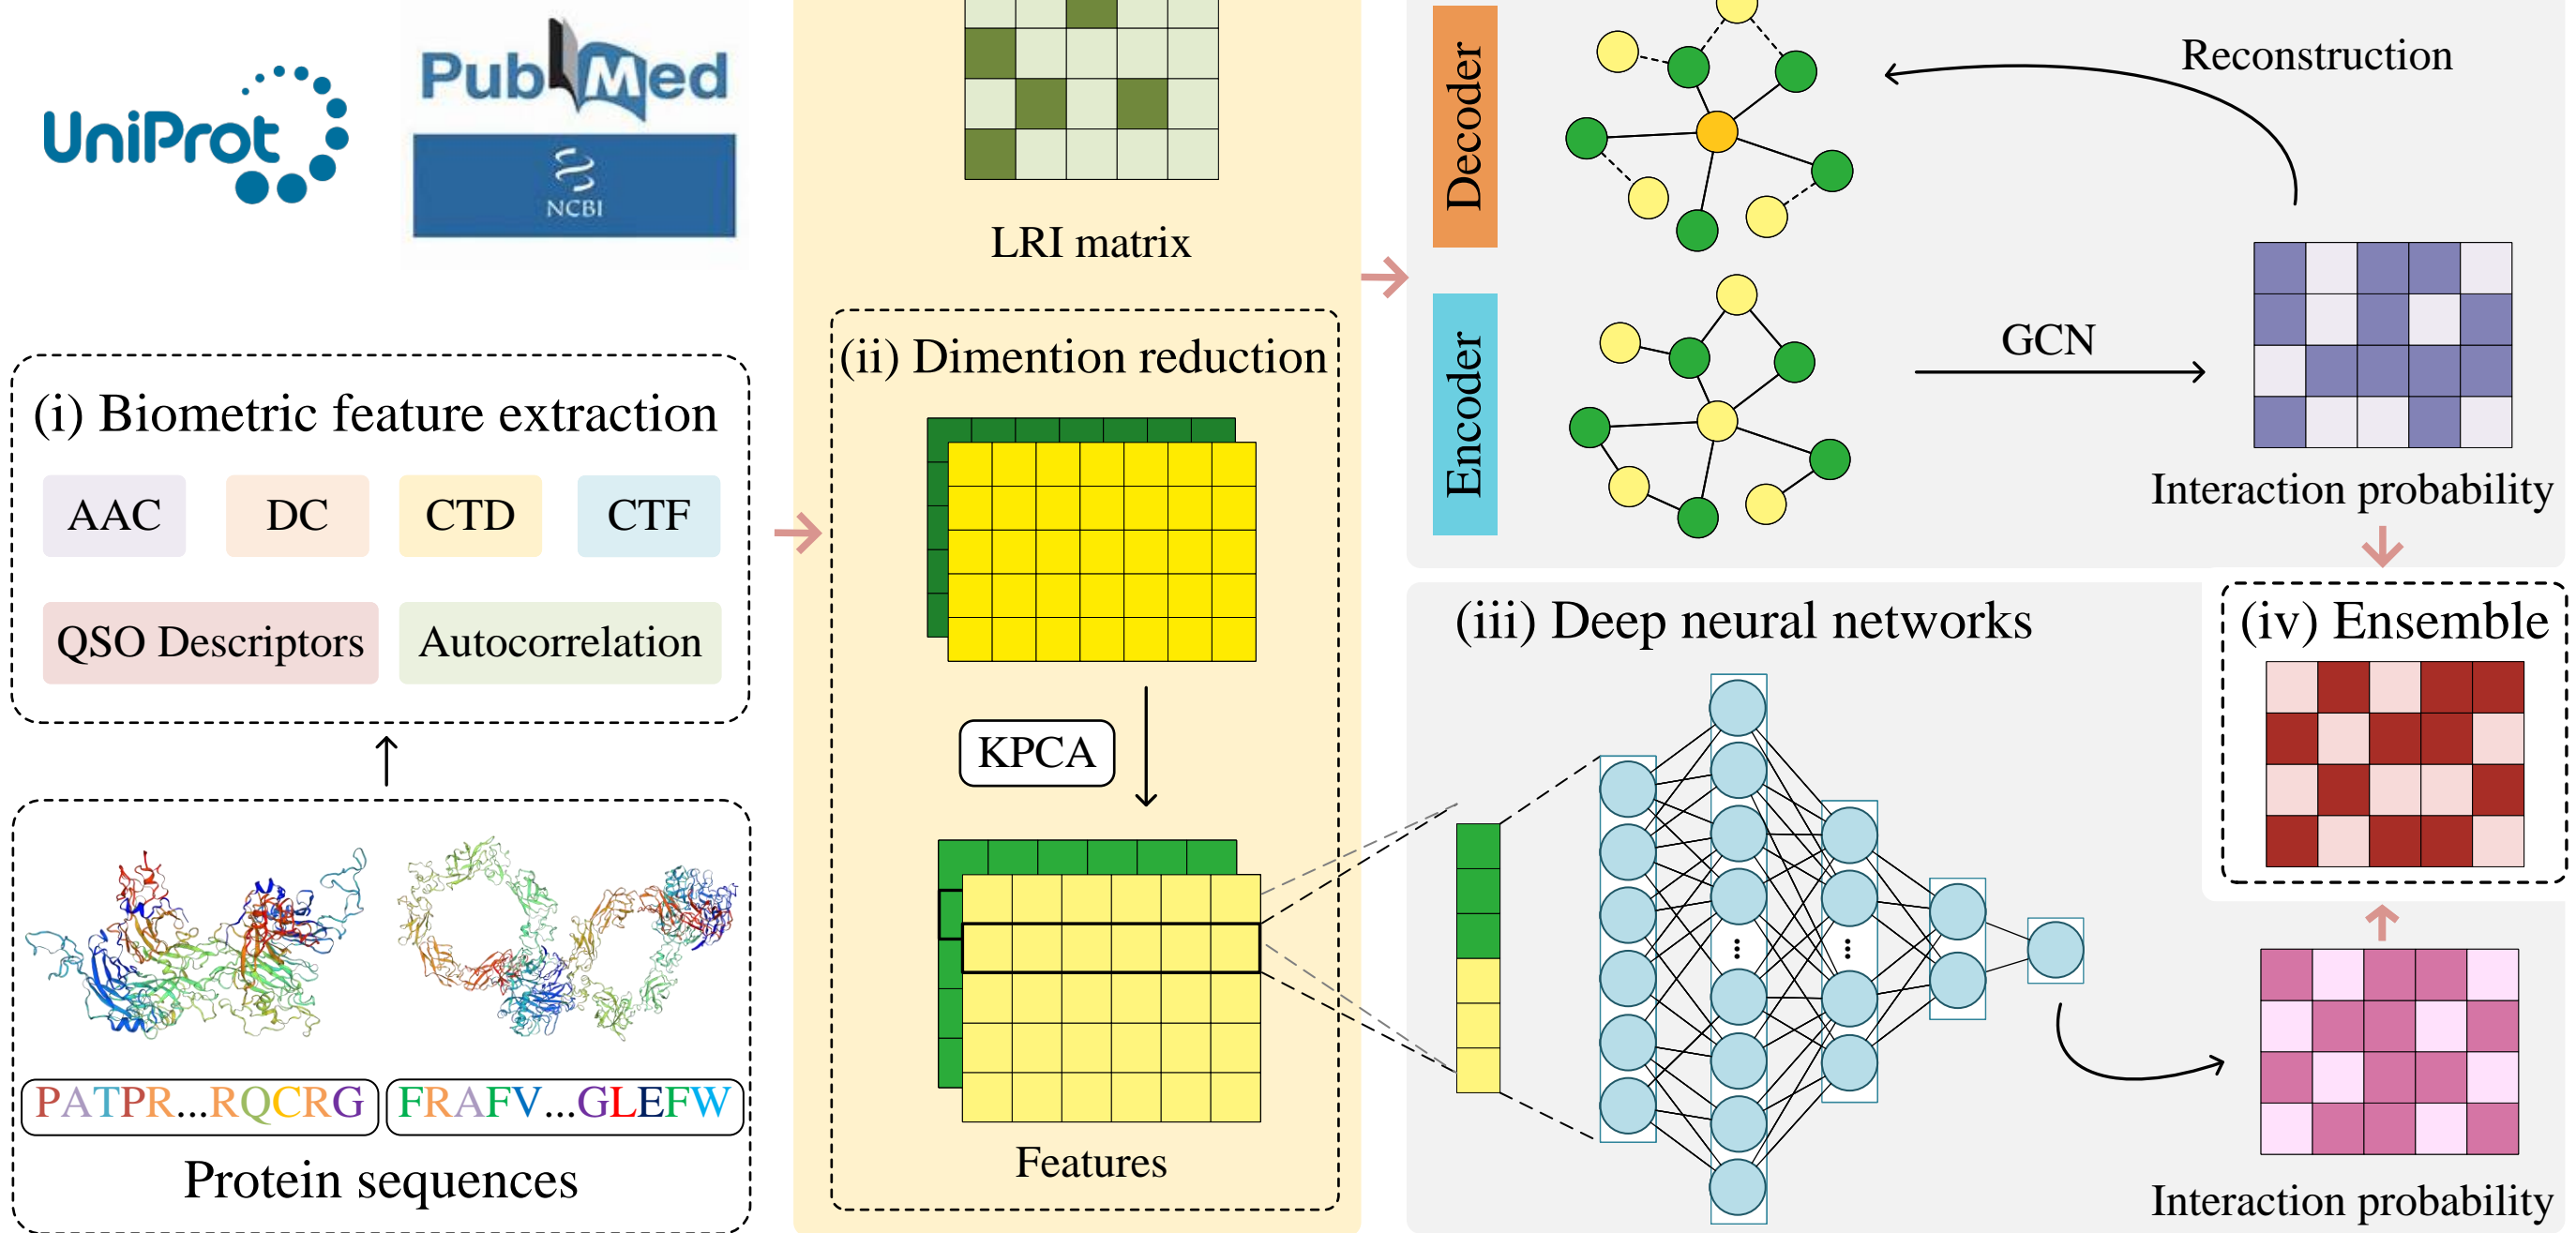 UniProt
PubMed
NCBI
(i) Biometric feature extraction
AAC
DC
CTD
CTF
QSO Descriptors
Autocorrelation
PATPR...RQCRG
FRAFV...GLEFW
Protein sequences
LRI matrix
(ii) Dimention reduction
KPCA
Features
Decoder
Reconstruction
Encoder
GCN
Interaction probability
(iii) Deep neural networks
(iv) Ensemble
Interaction probability